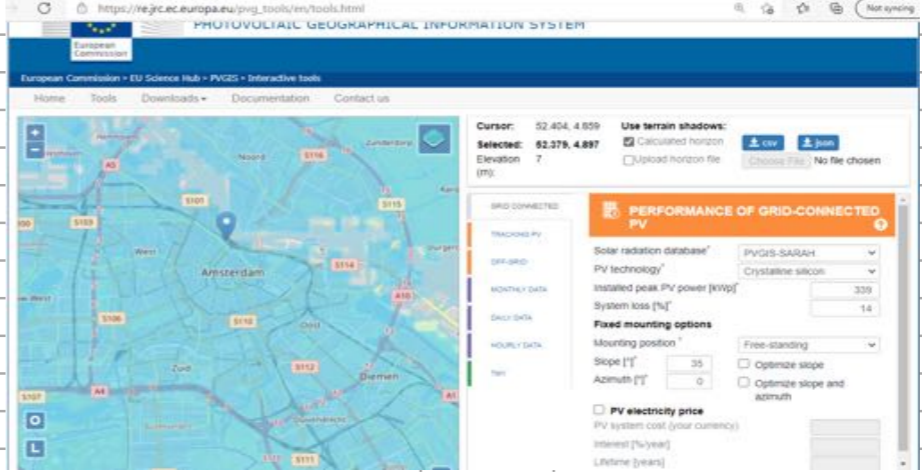 https://re.jrc.ec.europa.eu/pvg_tools/en/tools.html
Not syncing
PHOTOVOLTAIC GEOGRAPHICAL INFORMATION SYSTEM
European
Commission
European Commission > EU Science Hub > PVGIS > Interactive tools
Home Tools Downloads Documentation Contact us
Cursor: 52.404, 4.859
Selected: 52.379, 4.897
Elevation 7
(m):
Use terrain shadows:
Calculated horizon
Upload horizon file
csv json
Choose File No file chosen
Zunderdorp
Noord
S116
A5
S101
S115
S103
West
Amsterdam
S114
A10
S106
S110
Oost
Zuid
S112
Diemen
S107
A4
A1
Duivendrecht
S111
GRID CONNECTED
TRACKING PV
OFF-GRID
MONTHLY DATA
DAILY DATA
HOURLY DATA
TMY
PERFORMANCE OF GRID-CONNECTED
PV
Solar radiation database* PVGIS-SARAH
PV technology* Crystalline silicon
Installed peak PV power [kWp]* 339
System loss [%]* 14
Fixed mounting options
Mounting position * Free-standing
Slope [°]* 35 Optimize slope
Azimuth [°]* 0 Optimize slope and
azimuth
PV electricity price
PV system cost (your currency)
Interest [%/year]
Lifetime [years]